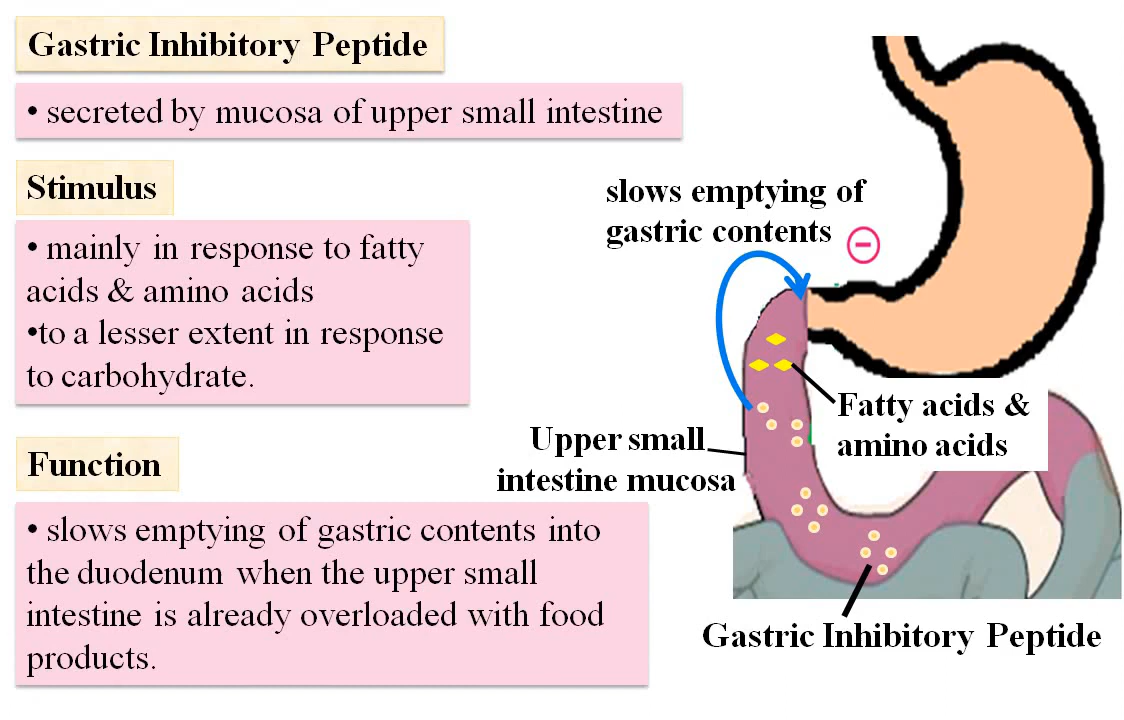 Gastric Inhibitory Peptide
• secreted by mucosa of upper small intestine
Stimulus
• mainly in response to fatty
acids & amino acids
•to a lesser extent in response
to carbohydrate.
Function
• slows emptying of gastric contents into
the duodenum when the upper small
intestine is already overloaded with food
products.
slows emptying of
gastric contents
Fatty acids &
amino acids
Upper small
intestine mucosa
Gastric Inhibitory Peptide